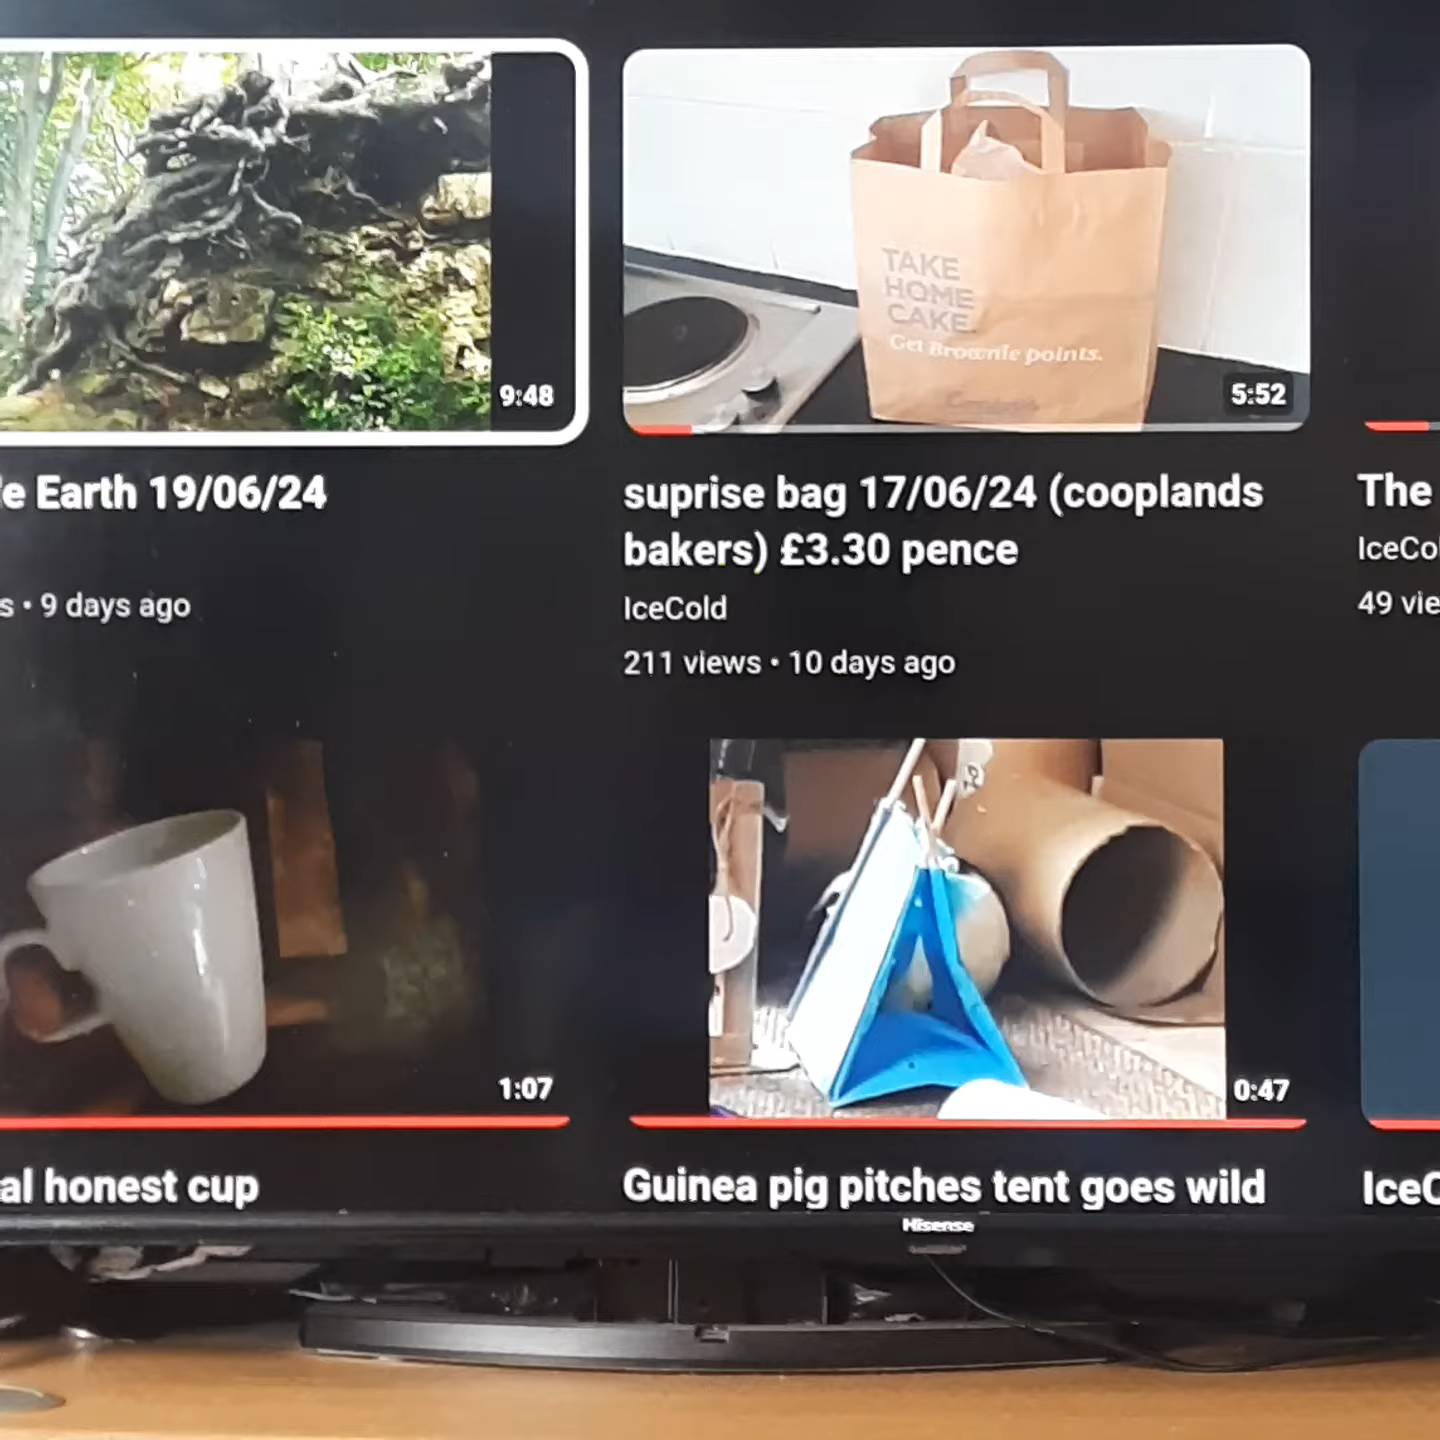 TAKE
HOME
CAKE.
Get Brownie points.
9:48
5:52
e Earth 19/06/24
suprise bag 17/06/24 (cooplands
bakers) £3.30 pence
The
IceCold
IceCo
s • 9 days ago
211 views • 10 days ago
49 vie
1:07
0:47
al honest cup
Guinea pig pitches tent goes wild
IceC
Hisense